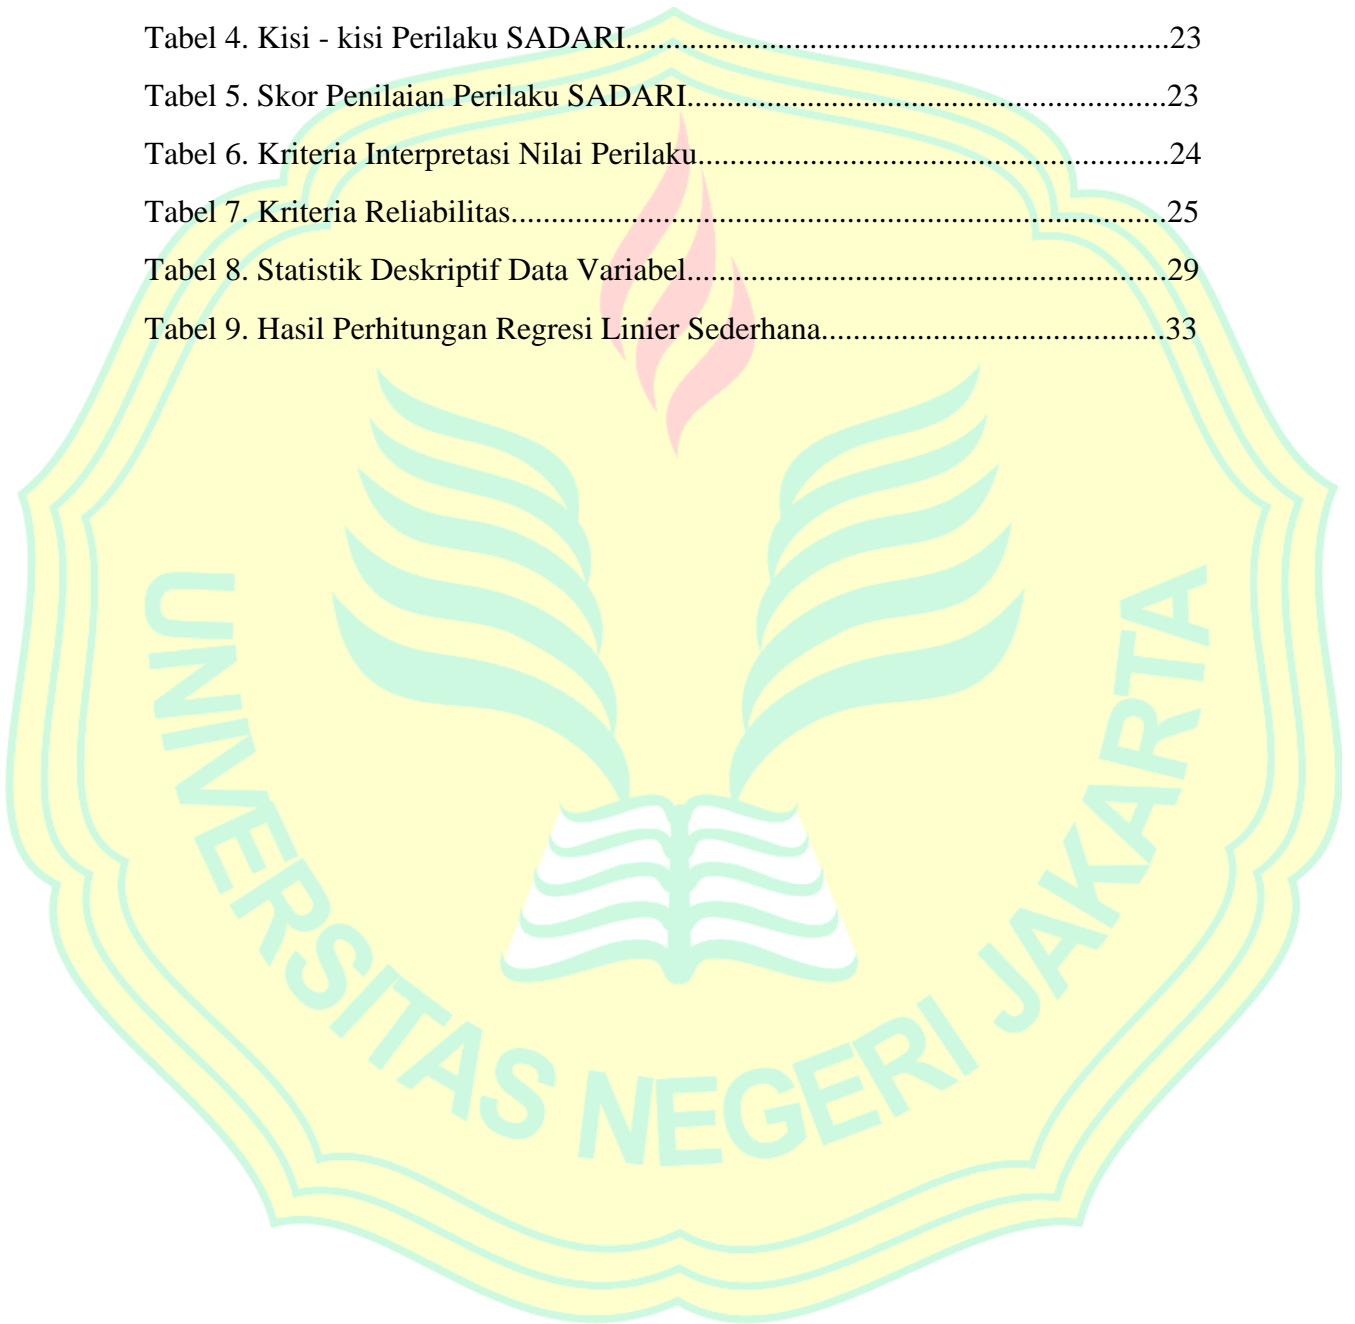 Tabel 4. Kisi - kisi Perilaku SADARI....................................................................23
Tabel 5. Skor Penilaian Perilaku SADARI............................................................23
Tabel 6. Kriteria Interpretasi Nilai Perilaku...........................................................24
Tabel 7. Kriteria Reliabilitas..................................................................................25
Tabel 8. Statistik Deskriptif Data Variabel............................................................29
Tabel 9. Hasil Perhitungan Regresi Linier Sederhana...........................................33
UNIVERSITAS NEGERI JAKARTA